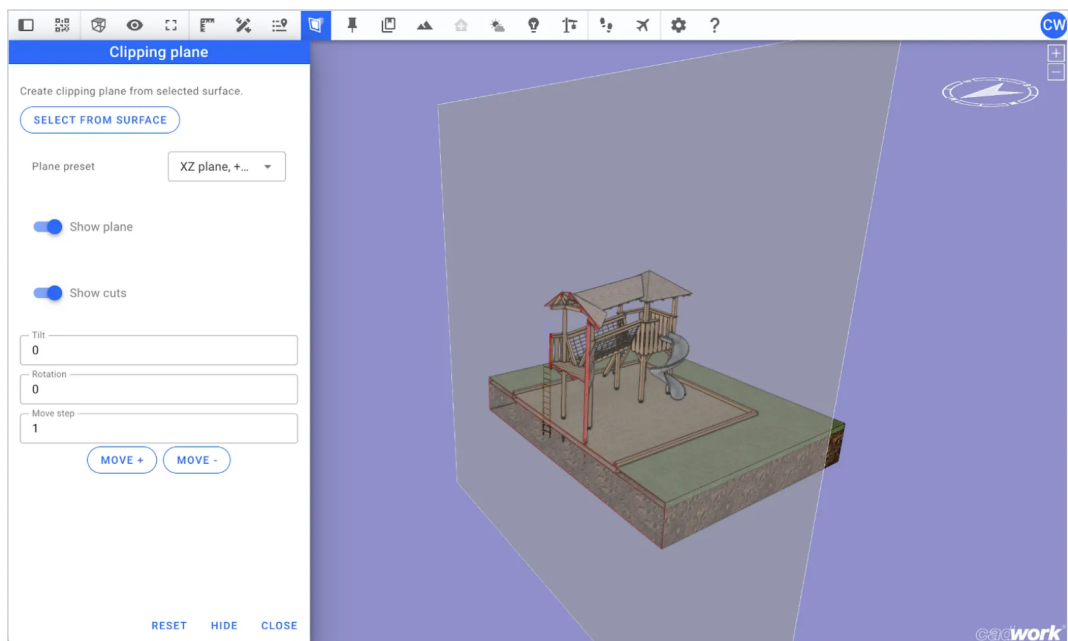 CW
Clipping plane
+
−
Create clipping plane from selected surface.
SELECT FROM SURFACE
Plane preset
XZ plane, +...
Show plane
Show cuts
Tilt
0
Rotation
0
Move step
1
MOVE +
MOVE -
RESET
HIDE
CLOSE
cadwork